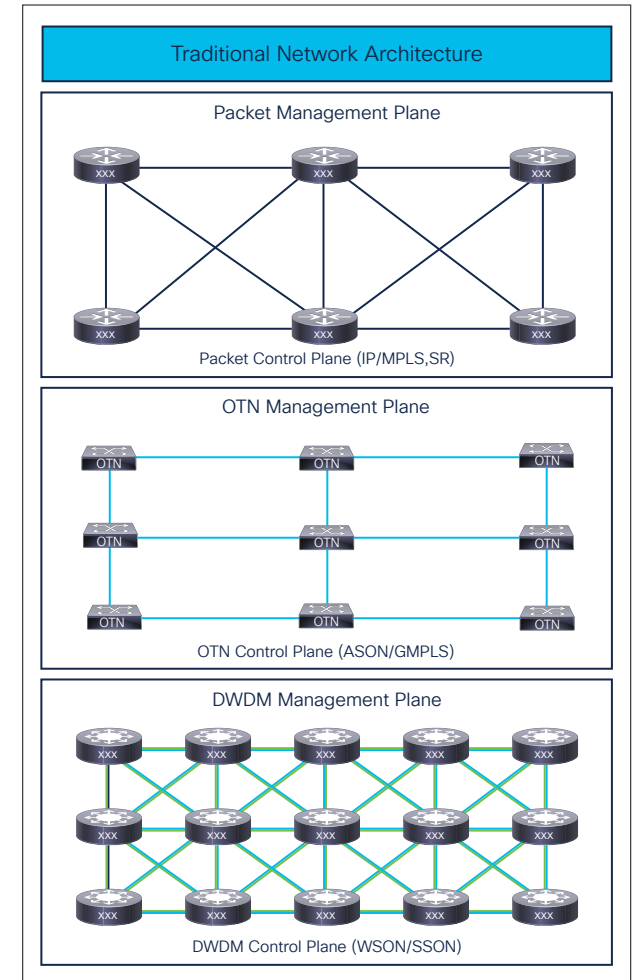 Traditional Network Architecture
Packet Management Plane
XXX XXX XXX
XXX XXX XXX
Packet Control Plane (IP/MPLS,SR)
OTN Management Plane
OTN OTN OTN
OTN OTN OTN
OTN OTN OTN
OTN Control Plane (ASON/GMPLS)
DWDM Management Plane
XXX XXX XXX XXX XXX
XXX XXX XXX XXX XXX
XXX XXX XXX XXX XXX
DWDM Control Plane (WSON/SSON)